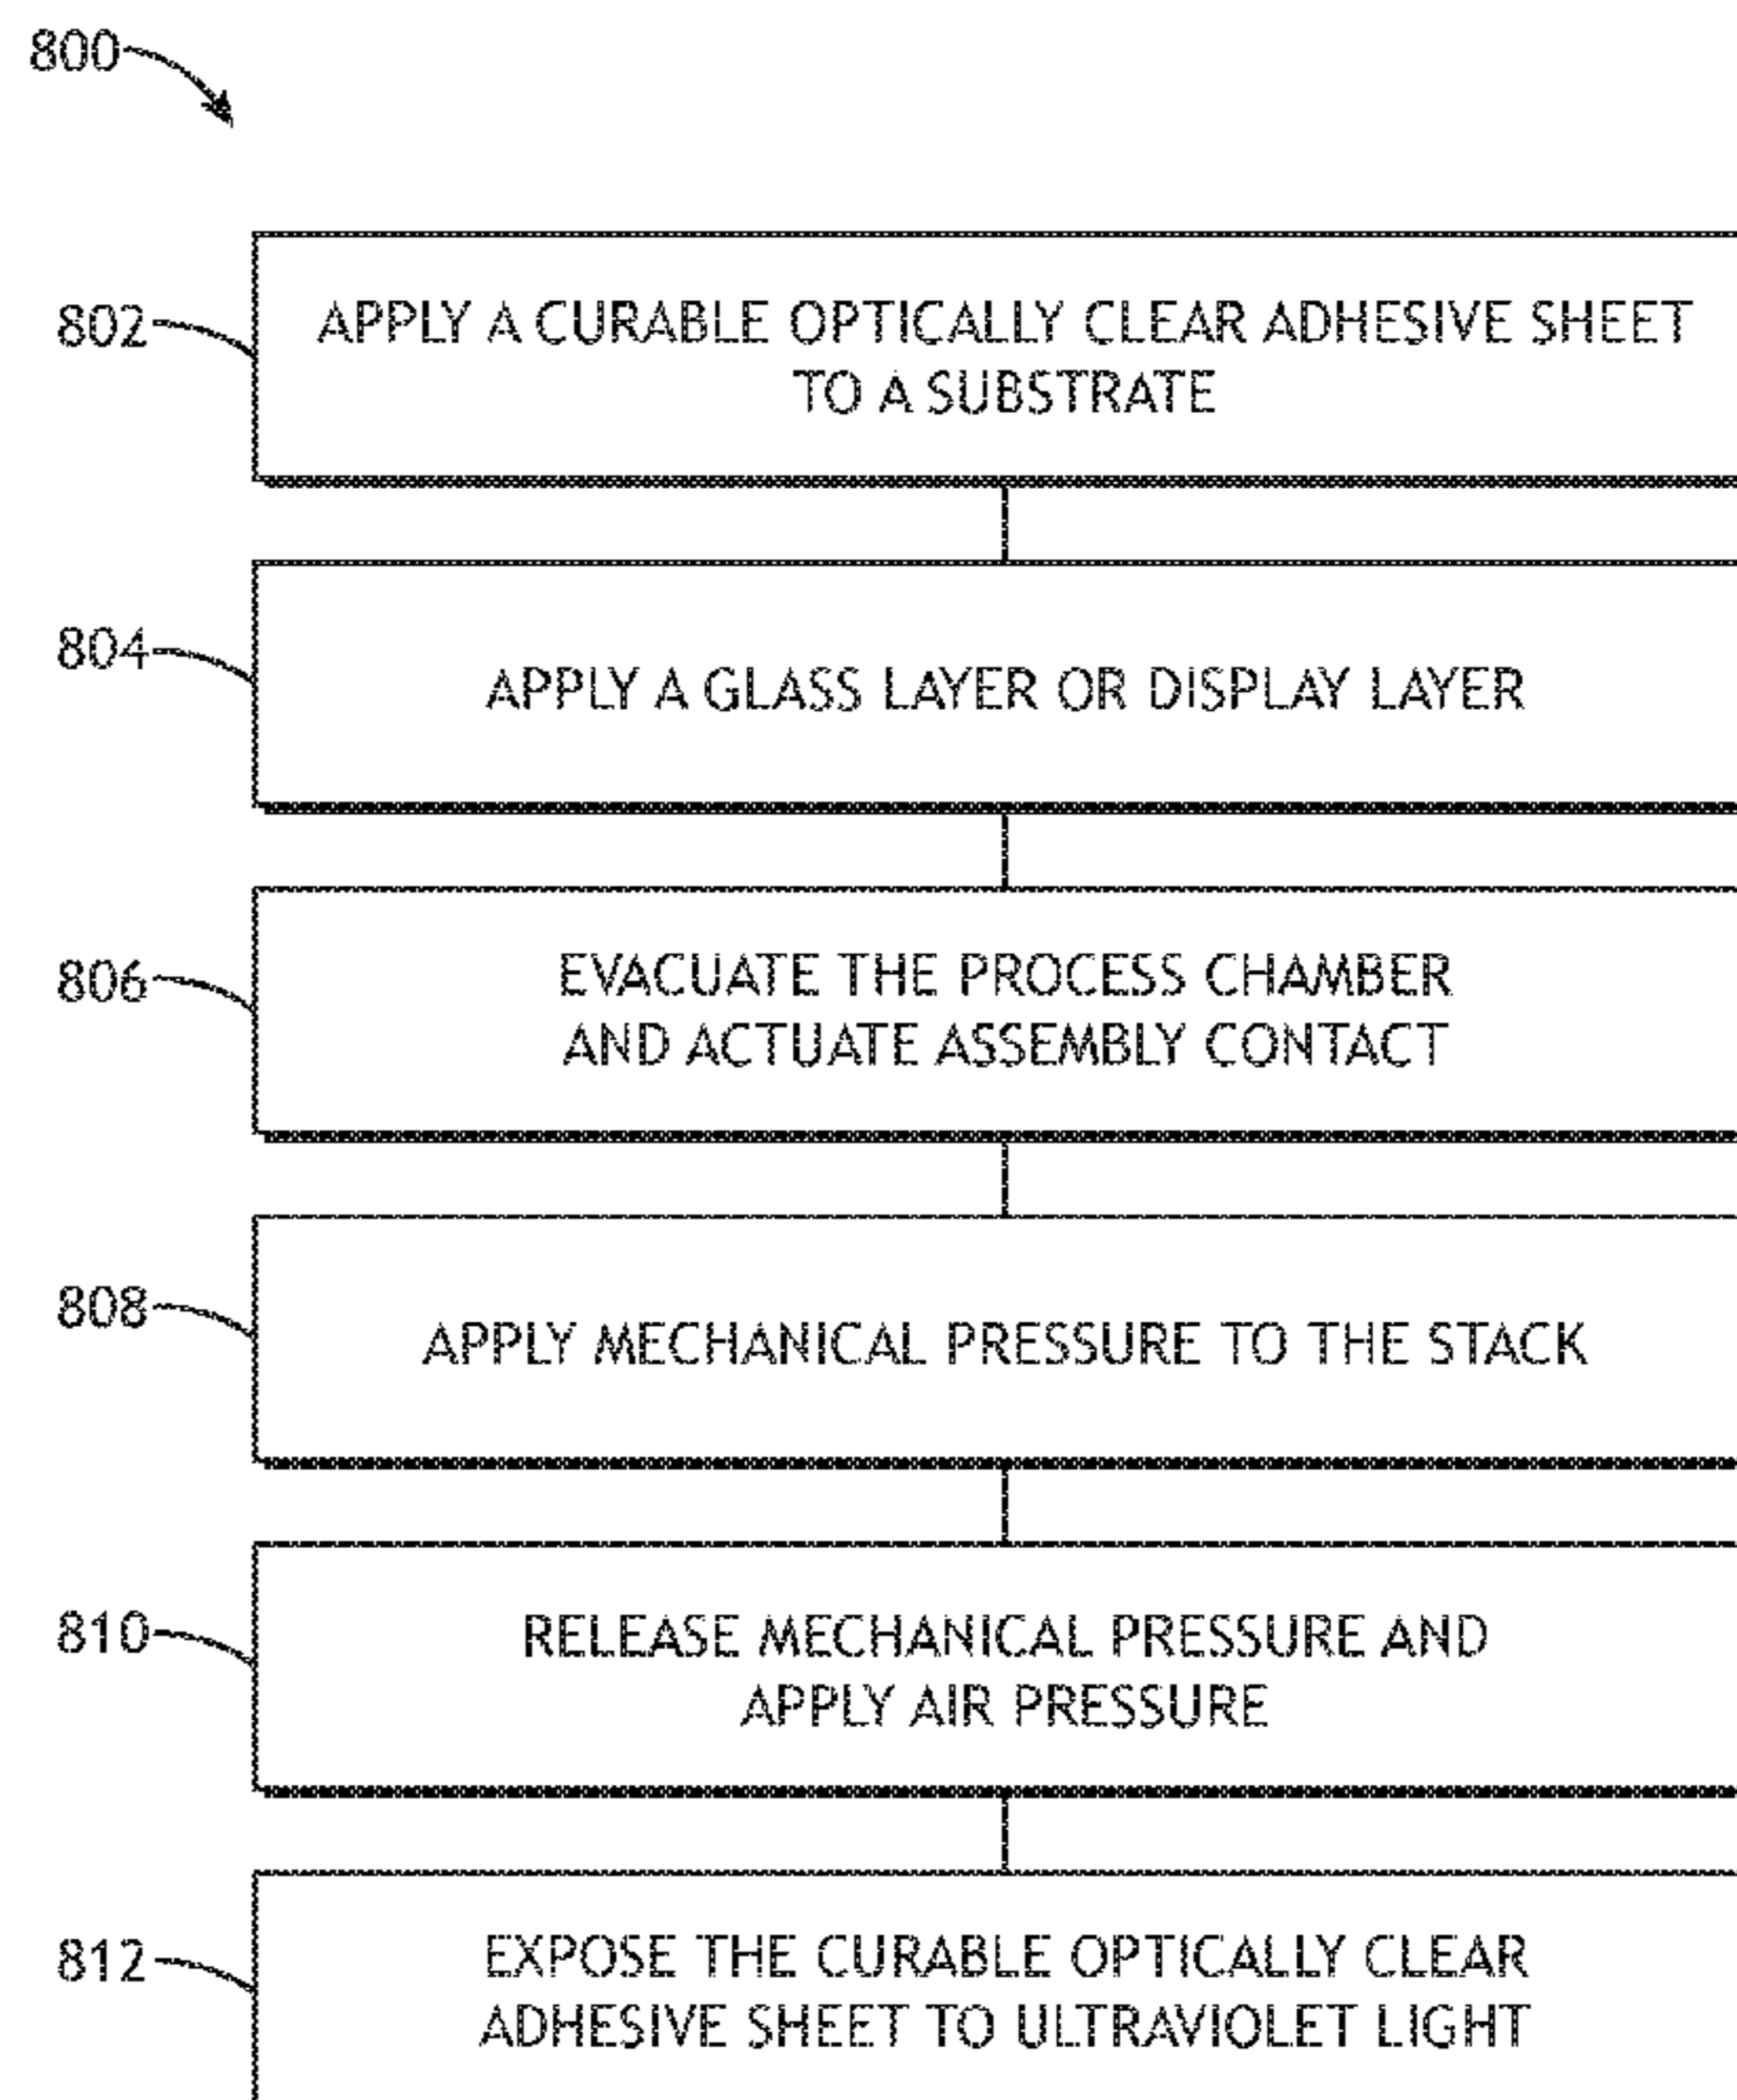 800
802
APPLY A CURABLE OPTICALLY CLEAR ADHESIVE SHEET
TO A SUBSTRATE
804
APPLY A GLASS LAYER OR DISPLAY LAYER
806
EVACUATE THE PROCESS CHAMBER
AND ACTUATE ASSEMBLY CONTACT
808
APPLY MECHANICAL PRESSURE TO THE STACK
810
RELEASE MECHANICAL PRESSURE AND
APPLY AIR PRESSURE
812
EXPOSE THE CURABLE OPTICALLY CLEAR
ADHESIVE SHEET TO ULTRAVIOLET LIGHT